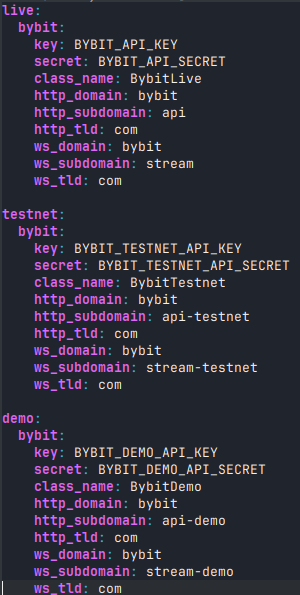 live:
  bybit:
    key: BYBIT_API_KEY
    secret: BYBIT_API_SECRET
    class_name: BybitLive
    http_domain: bybit
    http_subdomain: api
    http_tld: com
    ws_domain: bybit
    ws_subdomain: stream
    ws_tld: com

testnet:
  bybit:
    key: BYBIT_TESTNET_API_KEY
    secret: BYBIT_TESTNET_API_SECRET
    class_name: BybitTestnet
    http_domain: bybit
    http_subdomain: api-testnet
    http_tld: com
    ws_domain: bybit
    ws_subdomain: stream-testnet
    ws_tld: com

demo:
  bybit:
    key: BYBIT_DEMO_API_KEY
    secret: BYBIT_DEMO_API_SECRET
    class_name: BybitDemo
    http_domain: bybit
    http_subdomain: api-demo
    http_tld: com
    ws_domain: bybit
    ws_subdomain: stream-demo
    ws_tld: com